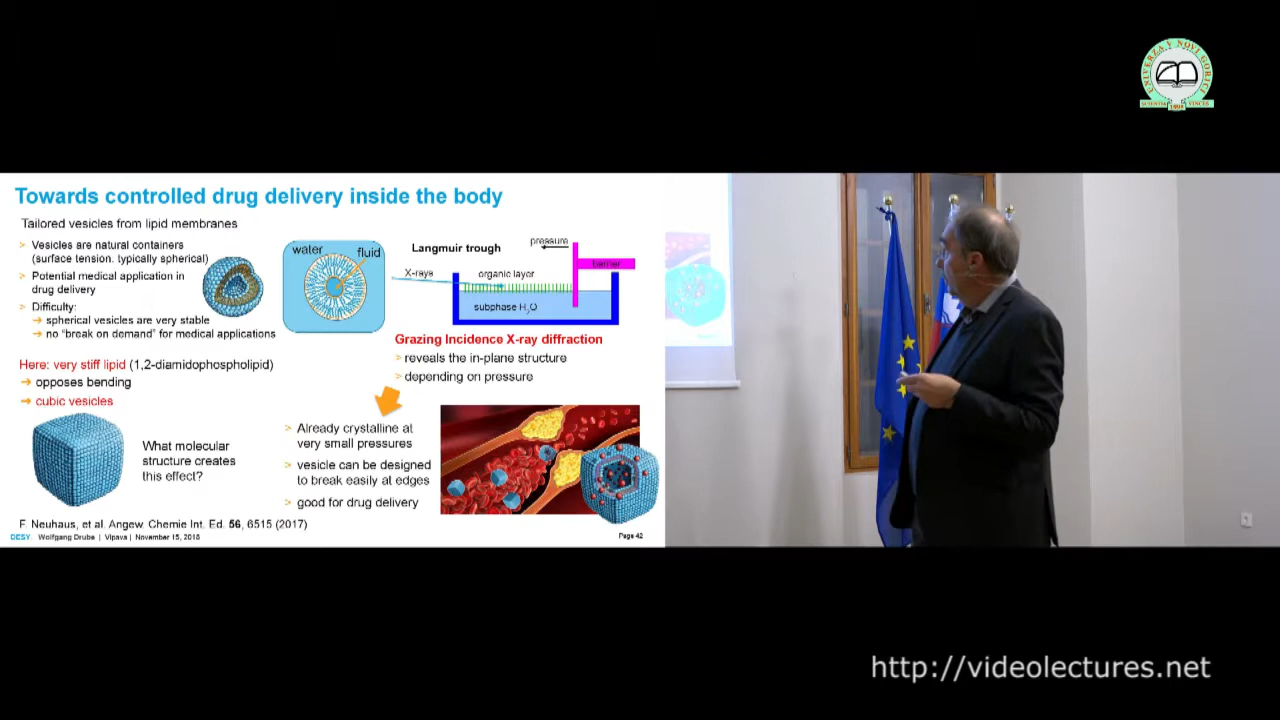 UNIVERZA V NOVI GORICI
SCIENTIA VINCES
Towards controlled drug delivery inside the body
Tailored vesicles from lipid membranes
> Vesicles are natural containers
(surface tension. typically spherical)
> Potential medical application in
drug delivery
> Difficulty:
➔ spherical vesicles are very stable
➔ no “break on demand” for medical applications
Here: very stiff lipid (1,2-diamidophospholipid)
➔ opposes bending
➔ cubic vesicles
What molecular
structure creates
this effect?
water
fluid
Langmuir trough
pressure
barrier
X-rays
organic layer
subphase H2O
Grazing Incidence X-ray diffraction
> reveals the in-plane structure
> depending on pressure
> Already crystalline at
very small pressures
> vesicle can be designed
to break easily at edges
> good for drug delivery
F. Neuhaus, et al. Angew. Chemie Int. Ed. 56, 6515 (2017)
DESY. Wolfgang Drube | Vipava | November 15, 2018
Page 42
http://videolectures.net